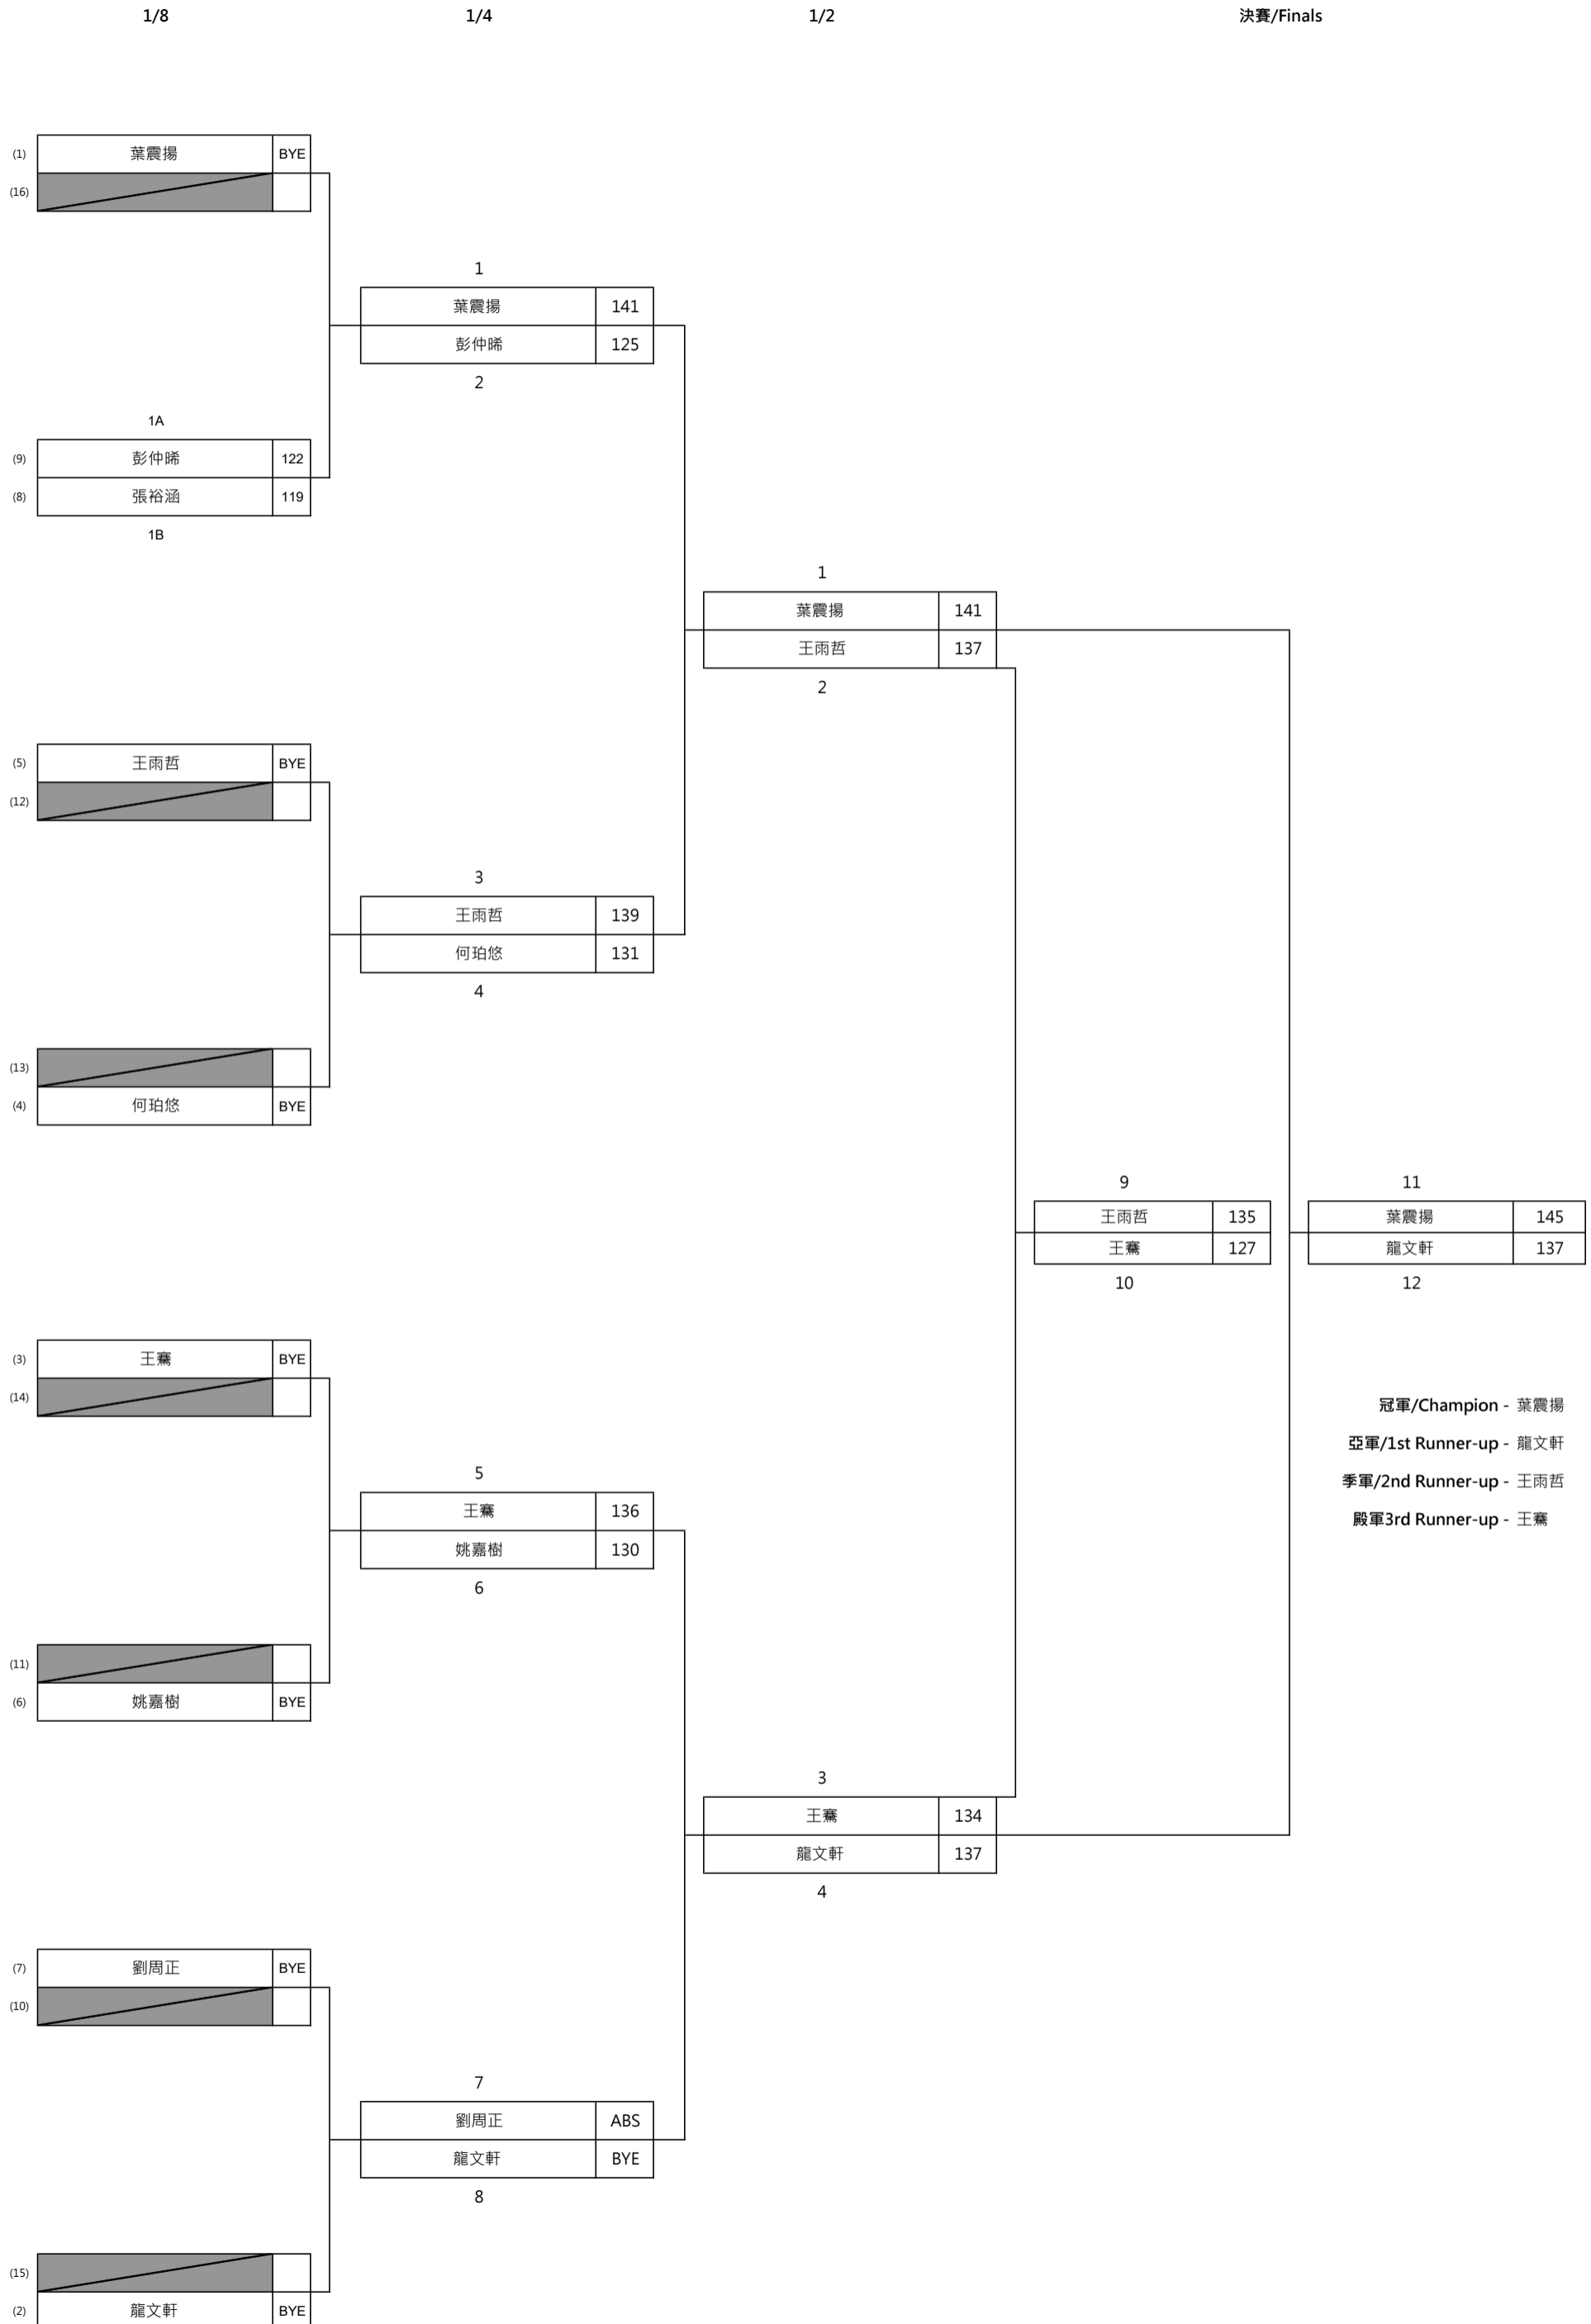 1/8 1/4 1/2 決賽/Finals
(1) 葉震揚 BYE
(16)
1
葉震揚 141
彭仲晞 125
2
1A
(9) 彭仲晞 122
(8) 張裕涵 119
1B
1
葉震揚 141
王雨哲 137
2
(5) 王雨哲 BYE
(12)
3
王雨哲 139
何珀悠 131
4
(13)
(4) 何珀悠 BYE
9 11
王雨哲 135 葉震揚 145
王騫 127 龍文軒 137
10 12
(3) 王騫 BYE
(14)
冠軍/Champion - 葉震揚
亞軍/1st Runner-up - 龍文軒
季軍/2nd Runner-up - 王雨哲
殿軍3rd Runner-up - 王騫
5
王騫 136
姚嘉樹 130
6
(11)
(6) 姚嘉樹 BYE
3
王騫 134
龍文軒 137
4
(7) 劉周正 BYE
(10)
7
劉周正 ABS
龍文軒 BYE
8
(15)
(2) 龍文軒 BYE